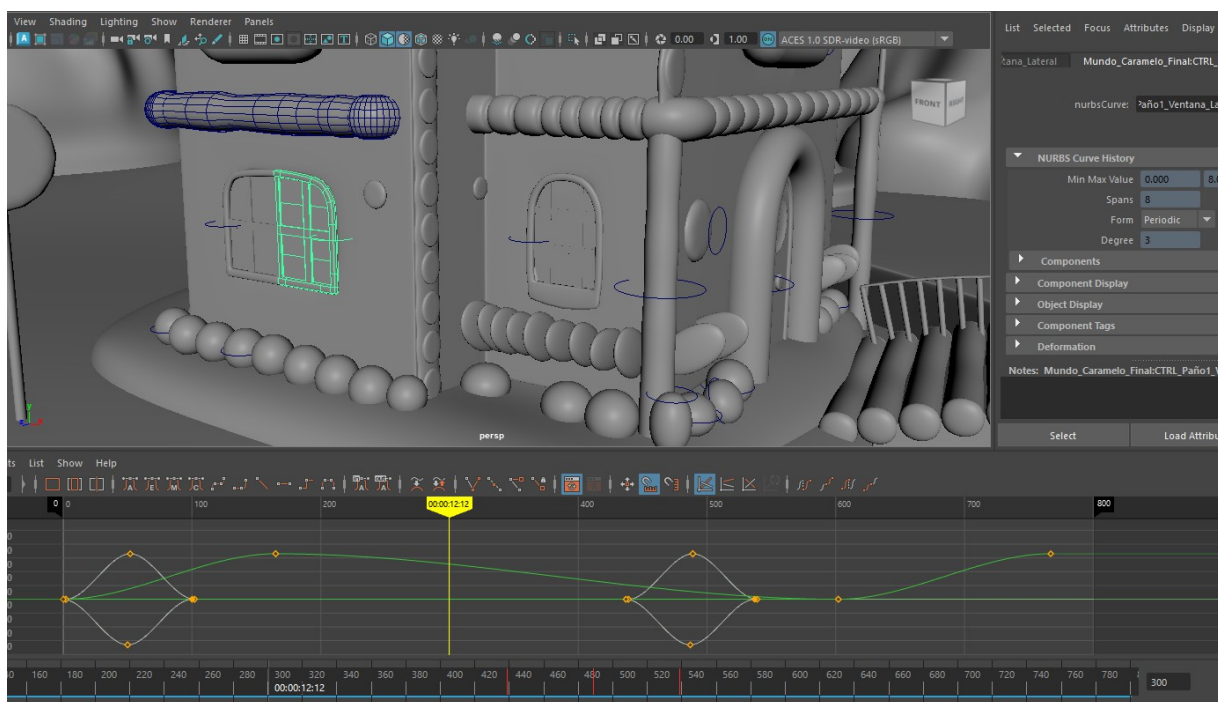 View Shading Lighting Show Renderer Panels
0.00 1.00 ACES 1.0 SDR-video (sRGB)
FRONT RIGHT
persp
List Selected Focus Attributes Display
tana_Lateral Mundo_Caramelo_Final:CTRL_
nurbsCurve: Paño1_Ventana_La
NURBS Curve History
Min Max Value 0.000 8.0
Spans 8
Form Periodic
Degree 3
Components
Component Display
Object Display
Component Tags
Deformation
Notes: Mundo_Caramelo_Final:CTRL_Paño1_V
Select Load Attribu
ts List Show Help
0 0 100 200 00:00:12:12 400 500 600 700 800
160 180 200 220 240 260 280 300 320 340 360 380 400 420 440 460 480 500 520 540 560 580 600 620 640 660 680 700 720 740 760 780
00:00:12:12
300